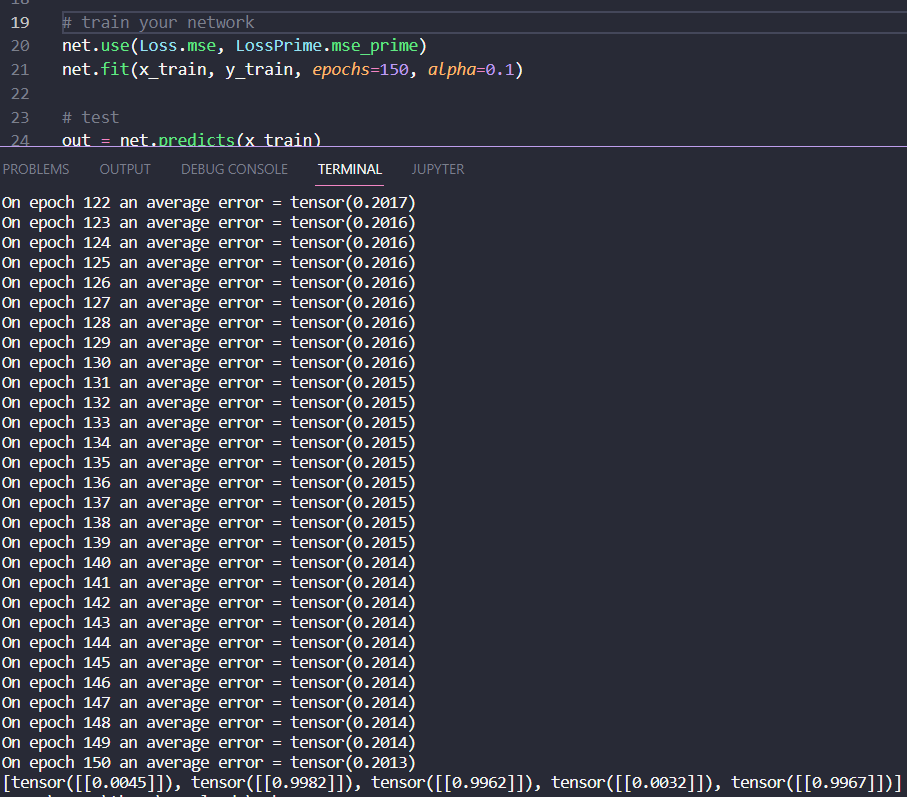 18
19 # train your network
20 net.use(Loss.mse, LossPrime.mse_prime)
21 net.fit(x_train, y_train, epochs=150, alpha=0.1)
22
23 # test
24 out = net.predicts(x_train)
PROBLEMS OUTPUT DEBUG CONSOLE TERMINAL JUPYTER
On epoch 122 an average error = tensor(0.2017)
On epoch 123 an average error = tensor(0.2016)
On epoch 124 an average error = tensor(0.2016)
On epoch 125 an average error = tensor(0.2016)
On epoch 126 an average error = tensor(0.2016)
On epoch 127 an average error = tensor(0.2016)
On epoch 128 an average error = tensor(0.2016)
On epoch 129 an average error = tensor(0.2016)
On epoch 130 an average error = tensor(0.2016)
On epoch 131 an average error = tensor(0.2015)
On epoch 132 an average error = tensor(0.2015)
On epoch 133 an average error = tensor(0.2015)
On epoch 134 an average error = tensor(0.2015)
On epoch 135 an average error = tensor(0.2015)
On epoch 136 an average error = tensor(0.2015)
On epoch 137 an average error = tensor(0.2015)
On epoch 138 an average error = tensor(0.2015)
On epoch 139 an average error = tensor(0.2015)
On epoch 140 an average error = tensor(0.2014)
On epoch 141 an average error = tensor(0.2014)
On epoch 142 an average error = tensor(0.2014)
On epoch 143 an average error = tensor(0.2014)
On epoch 144 an average error = tensor(0.2014)
On epoch 145 an average error = tensor(0.2014)
On epoch 146 an average error = tensor(0.2014)
On epoch 147 an average error = tensor(0.2014)
On epoch 148 an average error = tensor(0.2014)
On epoch 149 an average error = tensor(0.2014)
On epoch 150 an average error = tensor(0.2013)
[tensor([[0.0045]]), tensor([[0.9982]]), tensor([[0.9962]]), tensor([[0.0032]]), tensor([[0.9967]])]